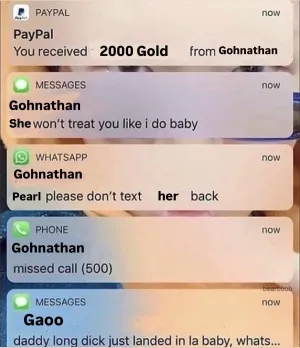 PAYPAL now
PayPal
You received 2000 Gold from Gohnathan
MESSAGES now
Gohnathan
She won't treat you like i do baby
WHATSAPP now
Gohnathan
Pearl please don't text her back
PHONE now
Gohnathan
missed call (500)
MESSAGES now
Gaoo
daddy long dick just landed in la baby, whats...